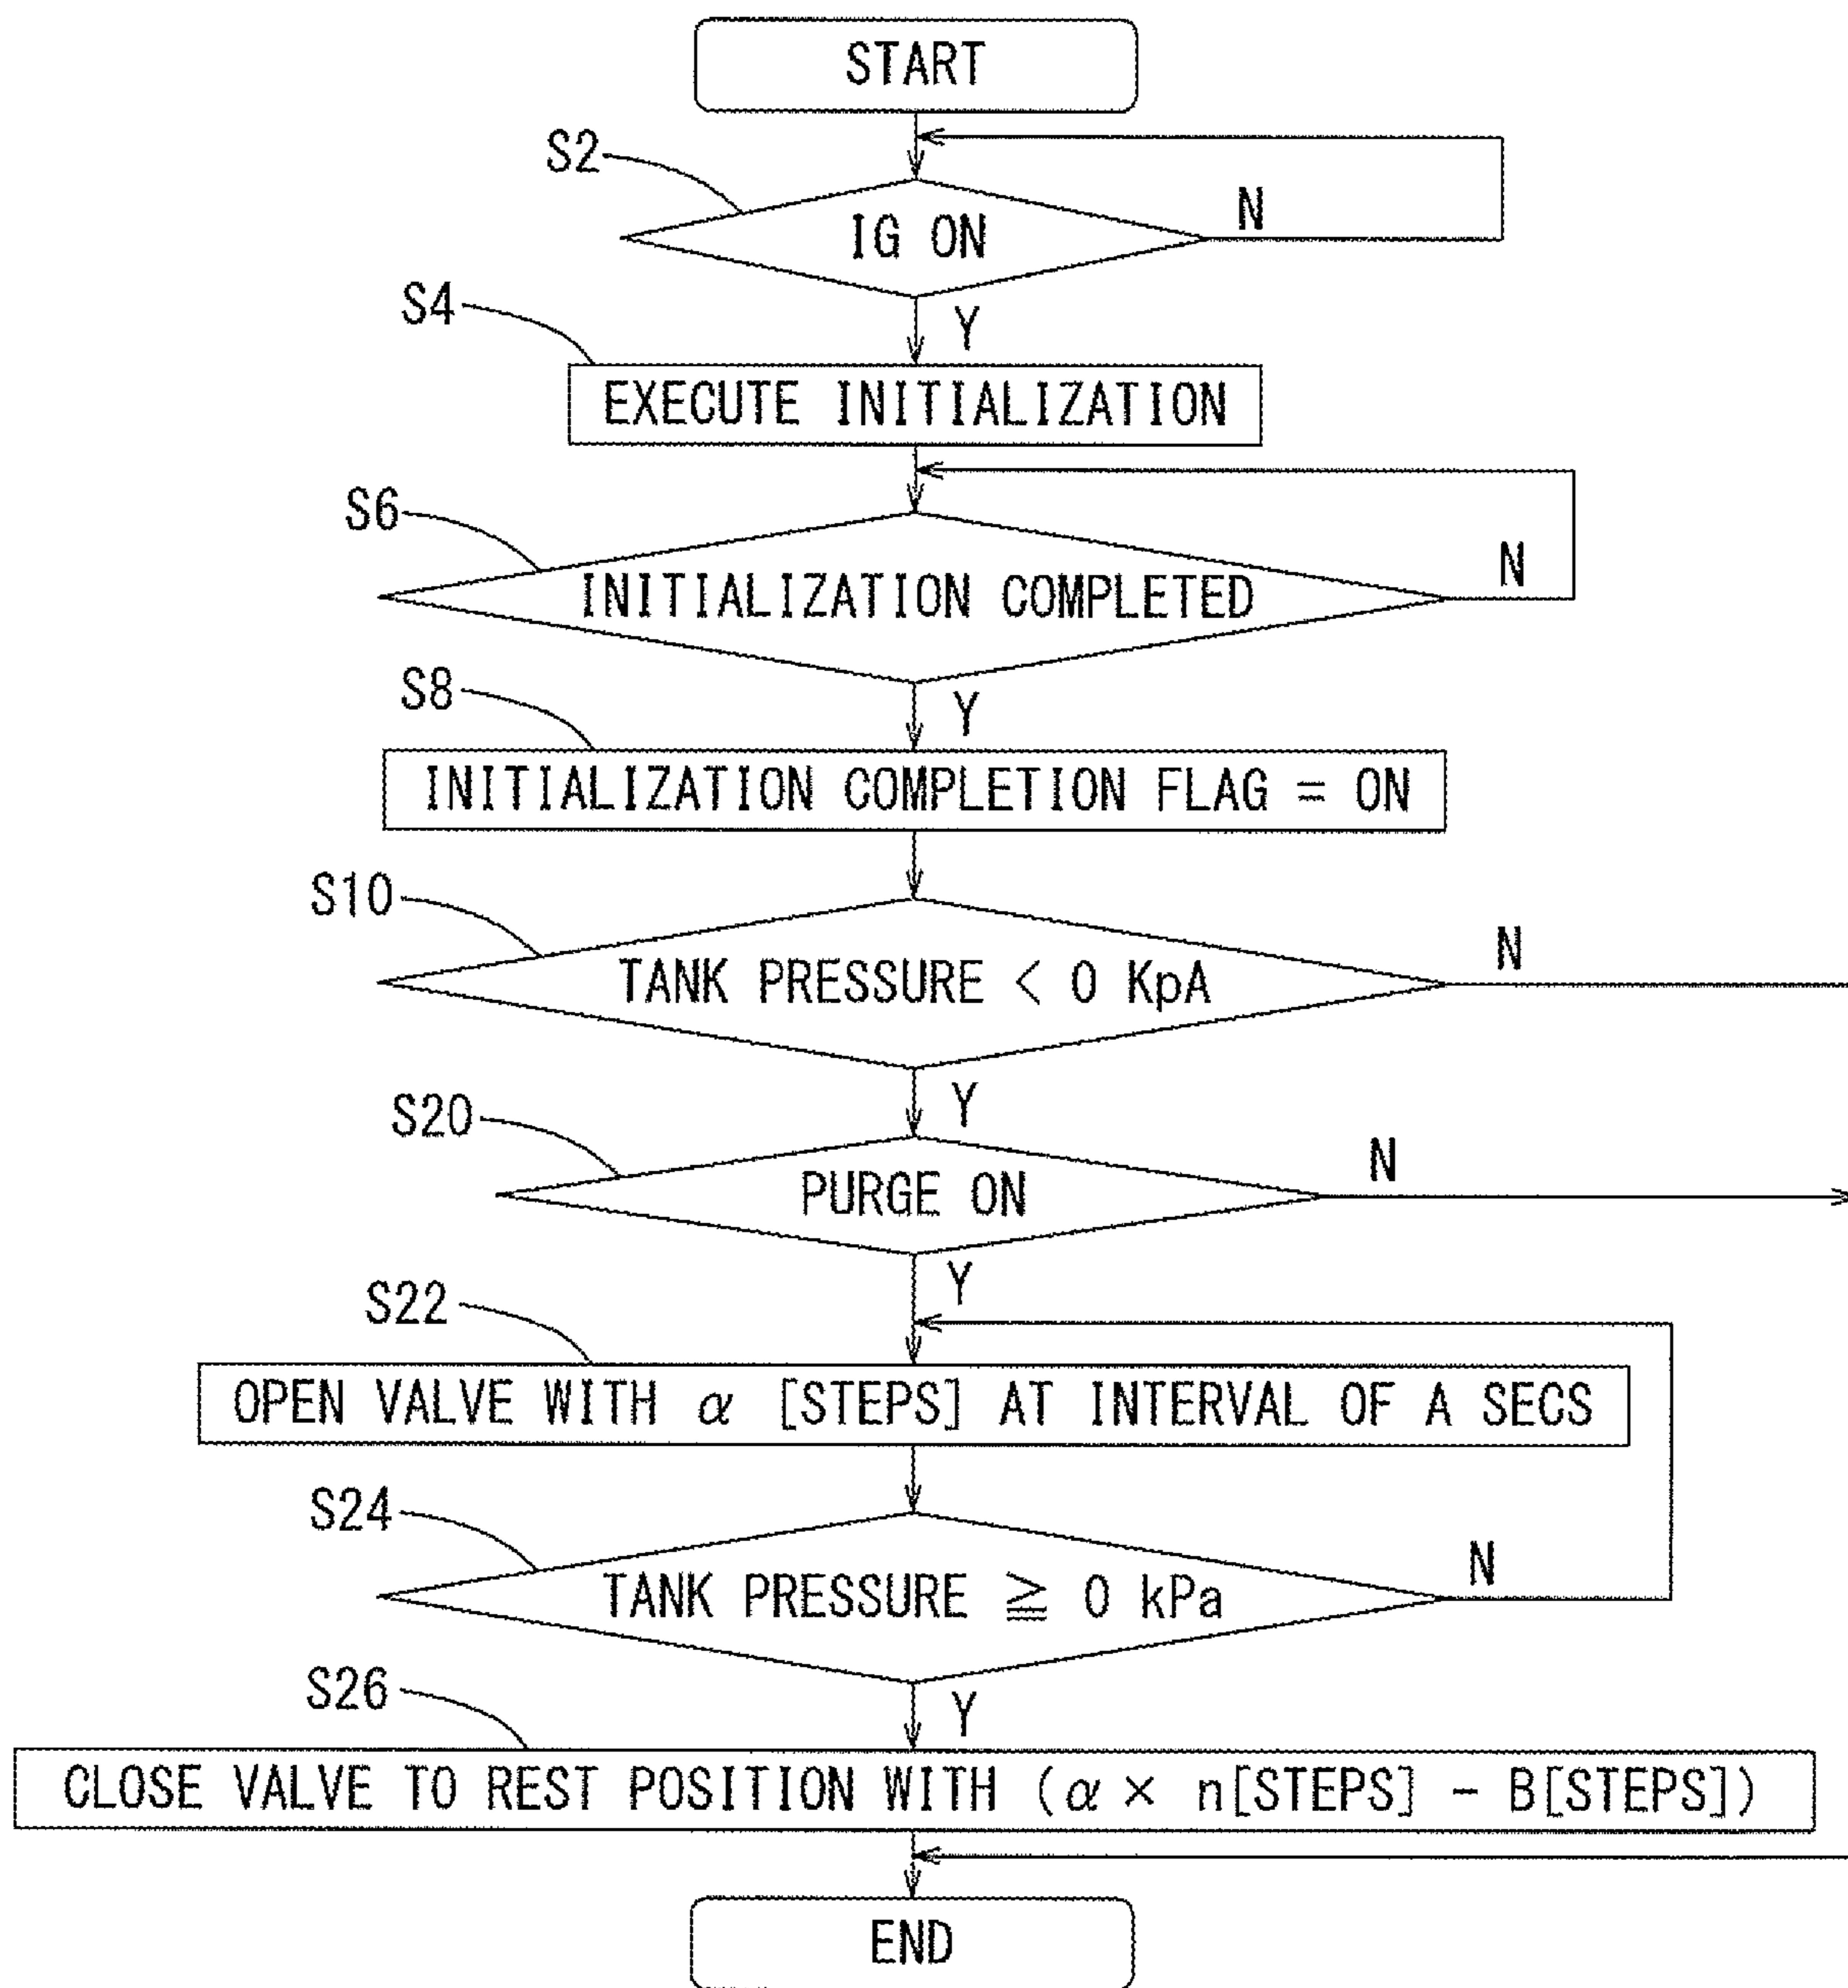 START
S2
IG ON
N
Y
S4
EXECUTE INITIALIZATION
S6
INITIALIZATION COMPLETED
N
Y
S8
INITIALIZATION COMPLETION FLAG = ON
S10
TANK PRESSURE < 0 KpA
N
Y
S20
PURGE ON
N
Y
S22
OPEN VALVE WITH α [STEPS] AT INTERVAL OF A SECS
S24
TANK PRESSURE ≧ 0 kPa
N
Y
S26
CLOSE VALVE TO REST POSITION WITH (α × n[STEPS] - B[STEPS])
END